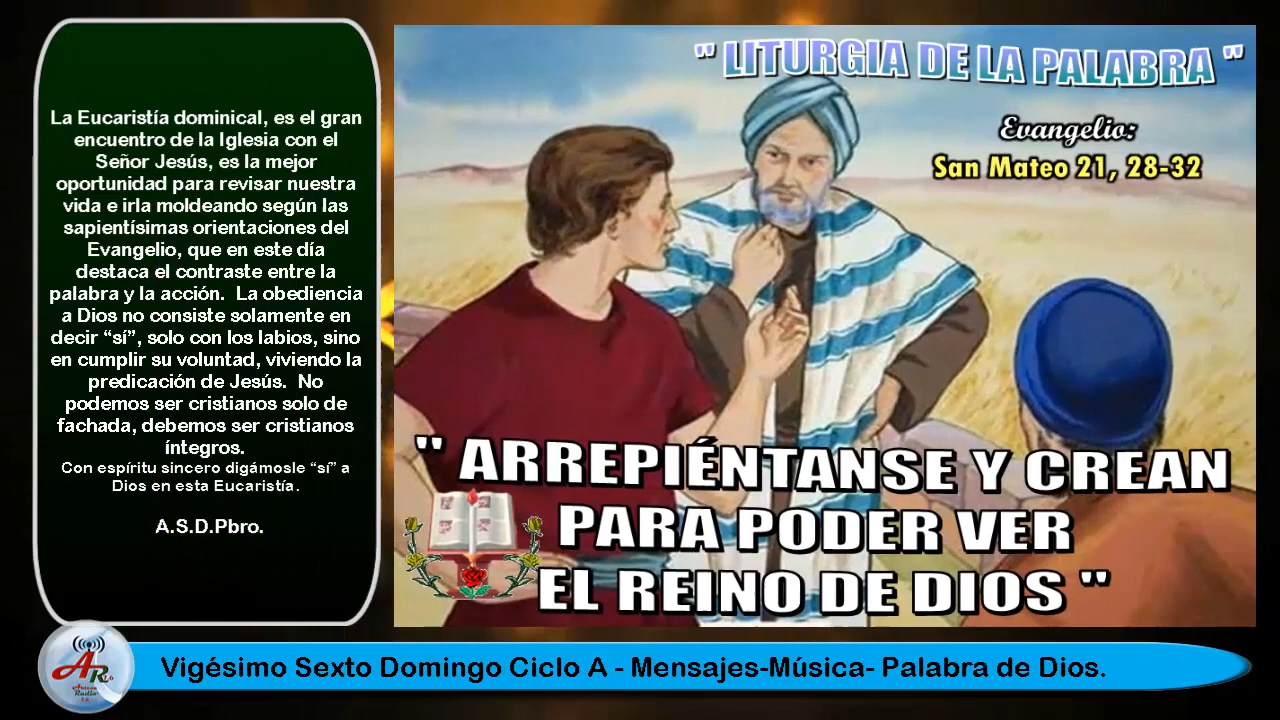 La Eucaristía dominical, es el gran
encuentro de la Iglesia con el
Señor Jesús, es la mejor
oportunidad para revisar nuestra
vida e irla moldeando según las
sapientísimas orientaciones del
Evangelio, que en este día
destaca el contraste entre la
palabra y la acción.  La obediencia
a Dios no consiste solamente en
decir “sí”, solo con los labios, sino
en cumplir su voluntad, viviendo la
predicación de Jesús.  No
podemos ser cristianos solo de
fachada, debemos ser cristianos
íntegros.
Con espíritu sincero digámosle “sí” a
Dios en esta Eucaristía.
A.S.D.Pbro.
" LITURGIA DE LA PALABRA "
Evangelio:
San Mateo 21, 28-32
" ARREPIÉNTANSE Y CREAN
PARA PODER VER
EL REINO DE DIOS "
AR
Radio
Vigésimo Sexto Domingo Ciclo A - Mensajes-Música- Palabra de Dios.